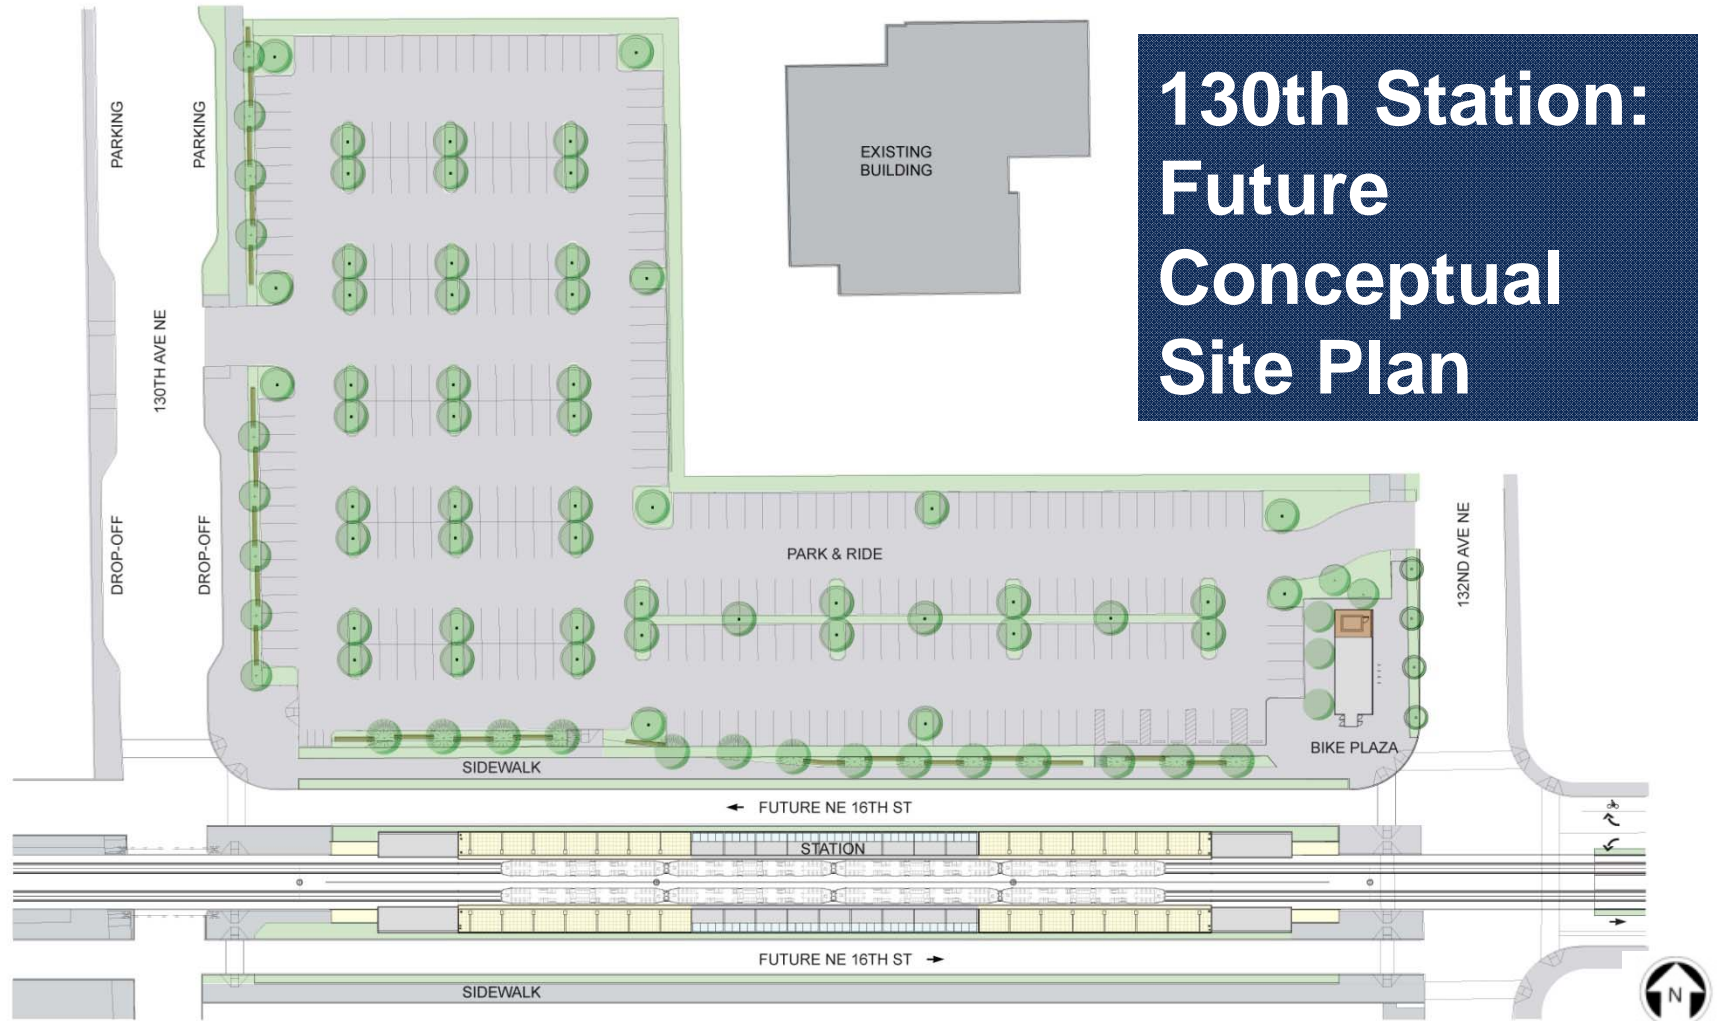 130th Station:
Future
Conceptual
Site Plan
PARKING
PARKING
EXISTING
BUILDING
130TH AVE NE
DROP-OFF
DROP-OFF
PARK & RIDE
132ND AVE NE
BIKE PLAZA
SIDEWALK
FUTURE NE 16TH ST
STATION
FUTURE NE 16TH ST
SIDEWALK
N